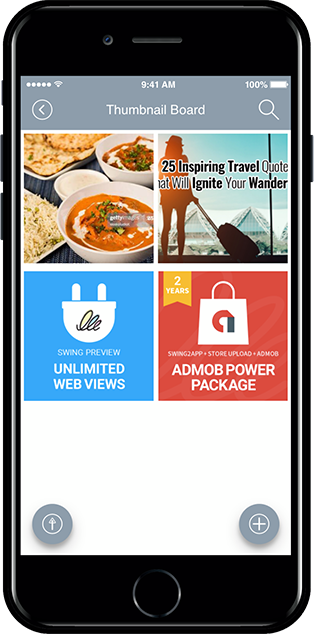 9:41 AM
100%
Thumbnail Board
gettyimages
25 Inspiring Travel Quote
hat Will Ignite Your Wander
SWING PREVIEW
UNLIMITED
WEB VIEWS
2
YEARS
SWING2APP + STORE UPLOAD + ADMOB
ADMOB POWER
PACKAGE